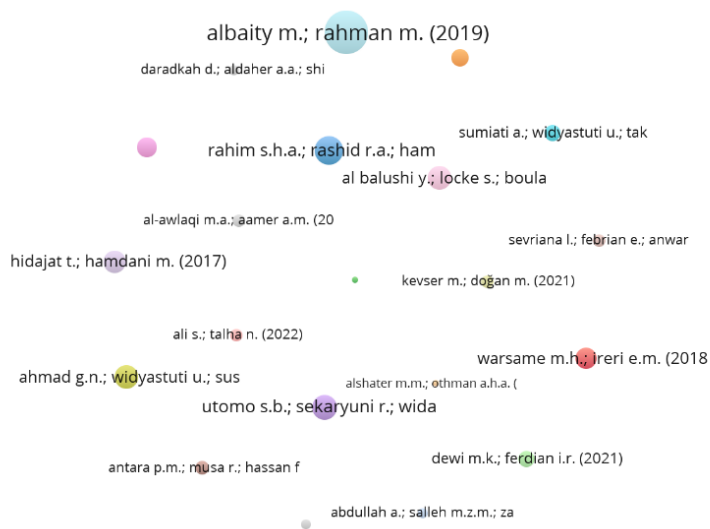 albaity m.; rahman m. (2019)
daradkah d.; aldaher a.a.; shi
sumiati a.; widyastuti u.; tak
rahim s.h.a.; rashid r.a.; ham
al balushi y.; locke s.; boula
al-awlaqi m.a.; aamer a.m. (20
sevriana l.; febrian e.; anwar
hidajat t.; hamdani m. (2017)
kevser m.; doğan m. (2021)
ali s.; talha n. (2022)
warsame m.h.; ireri e.m. (2018
ahmad g.n.; widyastuti u.; sus
alshater m.m.; othman a.h.a. (
utomo s.b.; sekaryuni r.; wida
dewi m.k.; ferdian i.r. (2021)
antara p.m.; musa r.; hassan f
abdullah a.; salleh m.z.m.; za